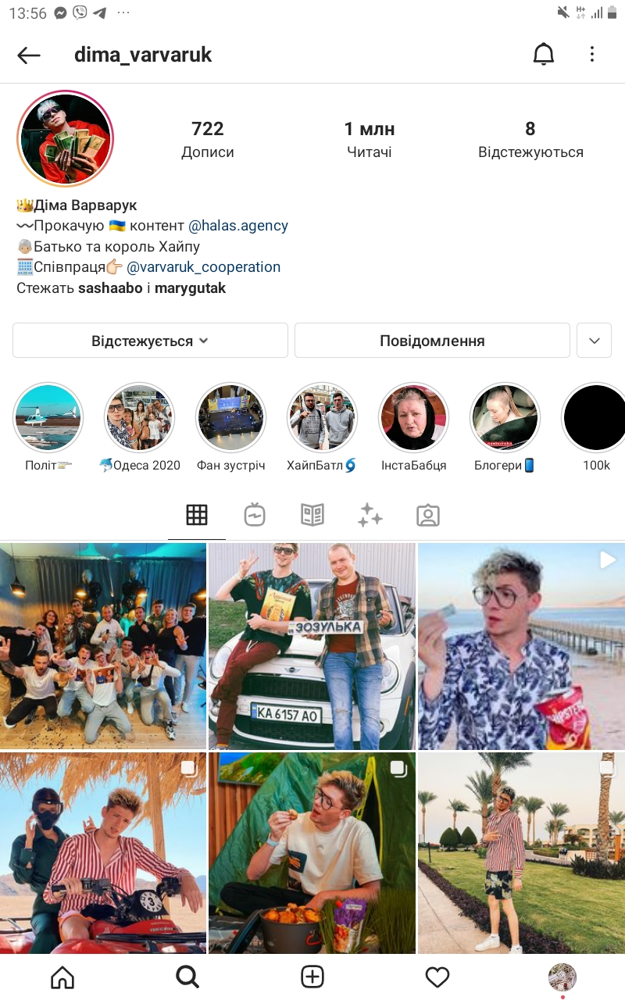 13:56
H+
dima_varvaruk
722
1 млн
8
Дописи
Читачі
Відстежуються
👑Діма Варварук
〰️Прокачую 🇺🇦 контент @halas.agency
👴🏼Батько та король Хайпу
🗓️Співпраця👉🏻 @varvaruk_cooperation
Стежать sashaabo і marygutak
Відстежується
Повідомлення
Політ
🐬Одеса 2020
Фан зустріч
ХайпБатл🌀
ІнстаБабця
Блогери📱
100k
ЗОЗУЛЬКА
KA 6157 AO
HIPSTER
3